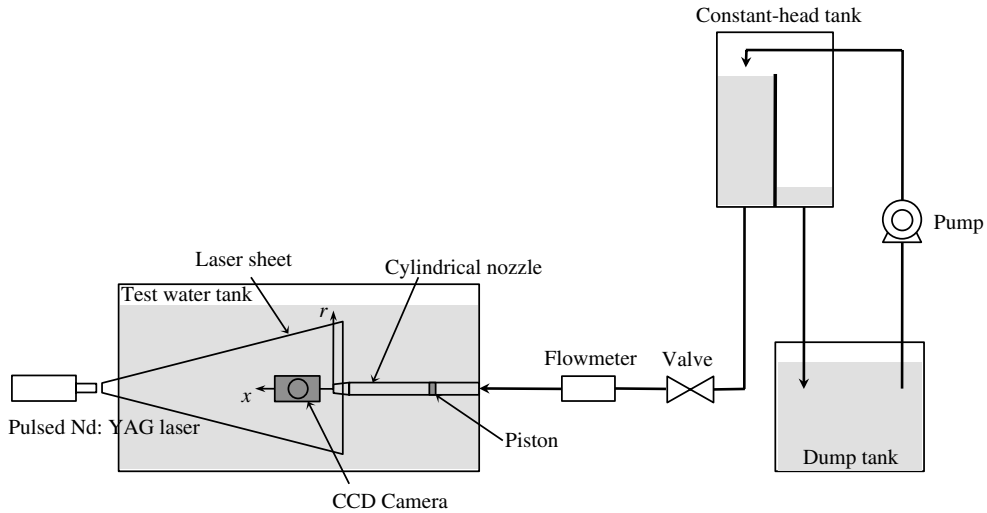 Constant-head tank
Pump
Laser sheet
Cylindrical nozzle
Test water tank
r
Flowmeter
Valve
x
Pulsed Nd: YAG laser
Piston
Dump tank
CCD Camera